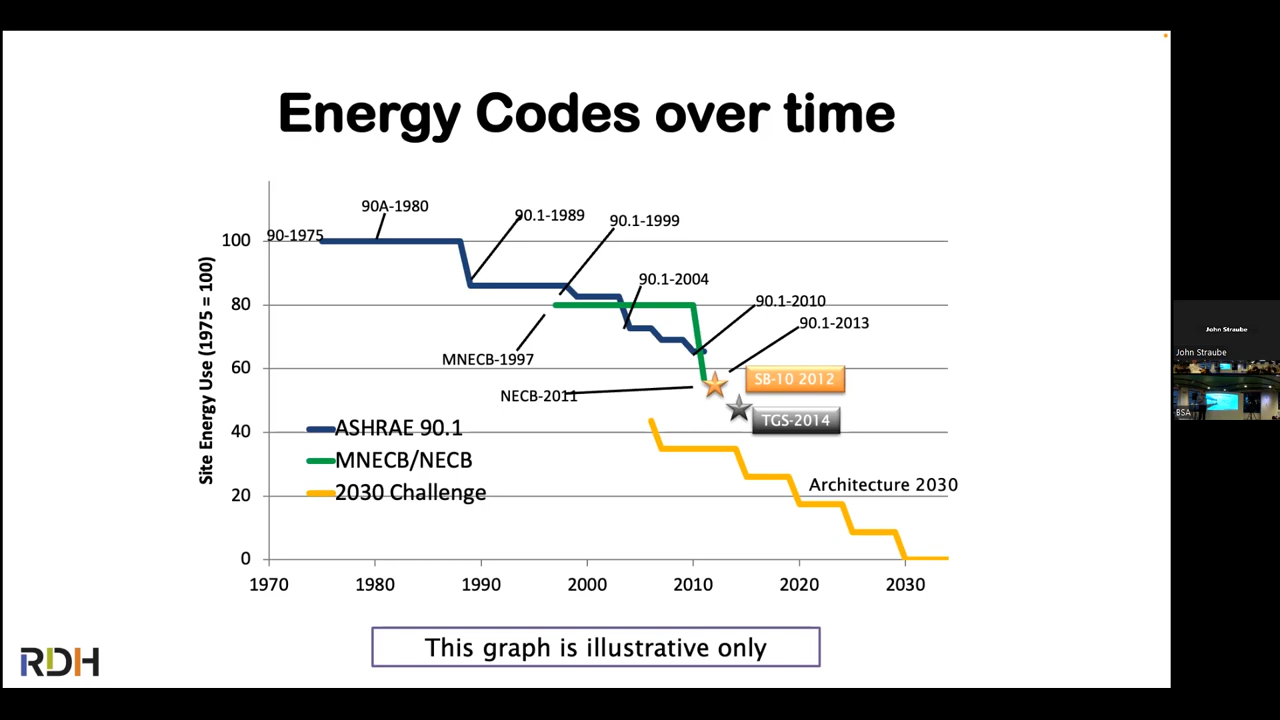 Energy Codes over time
90A-1980
90.1-1989
90.1-1999
90-1975
90.1-2004
90.1-2010
90.1-2013
MNECB-1997
NECB-2011
SB-10 2012
TGS-2014
Site Energy Use (1975 = 100)
100
80
60
40
20
0
ASHRAE 90.1
MNECB/NECB
2030 Challenge
Architecture 2030
1970 1980 1990 2000 2010 2020 2030
This graph is illustrative only
RDH
John Straube
John Straube
BSA